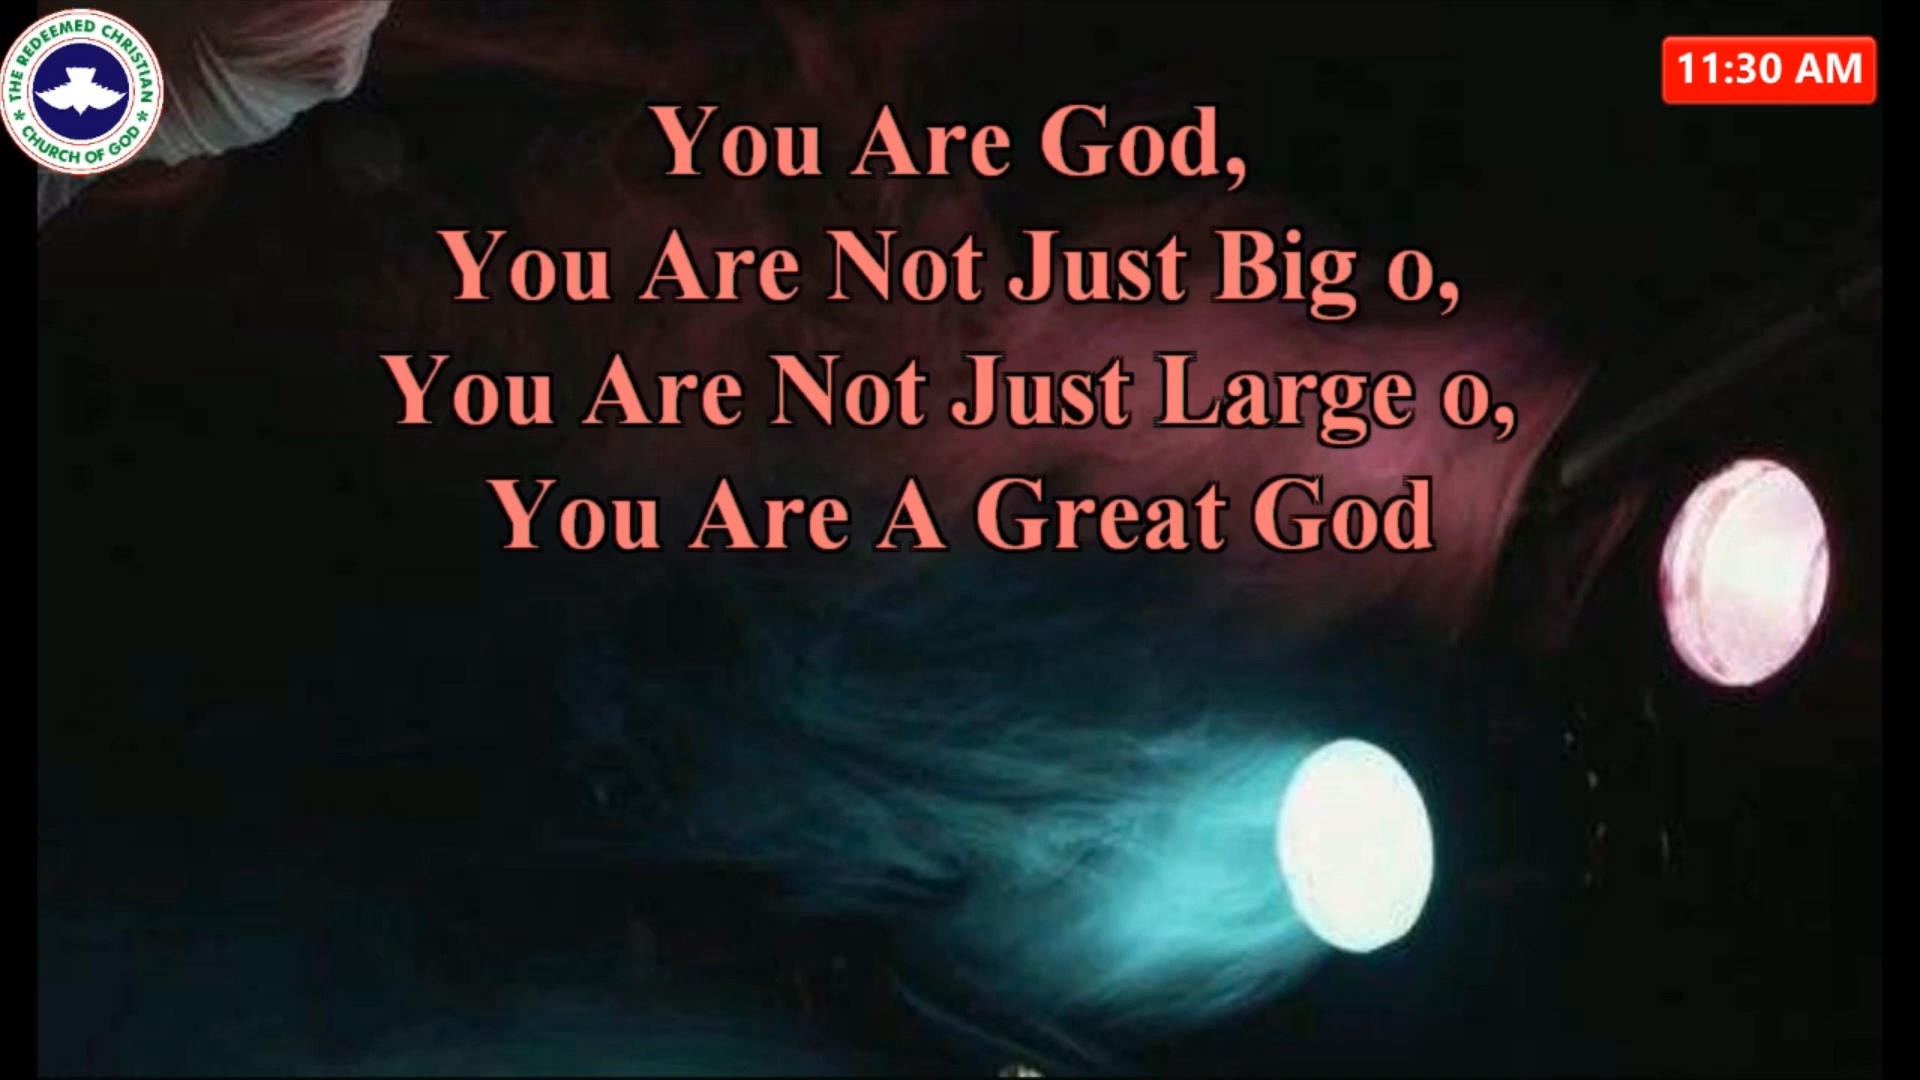 THE REDEEMED CHRISTIAN
* CHURCH OF GOD *
11:30 AM
You Are God,
You Are Not Just Big o,
You Are Not Just Large o,
You Are A Great God